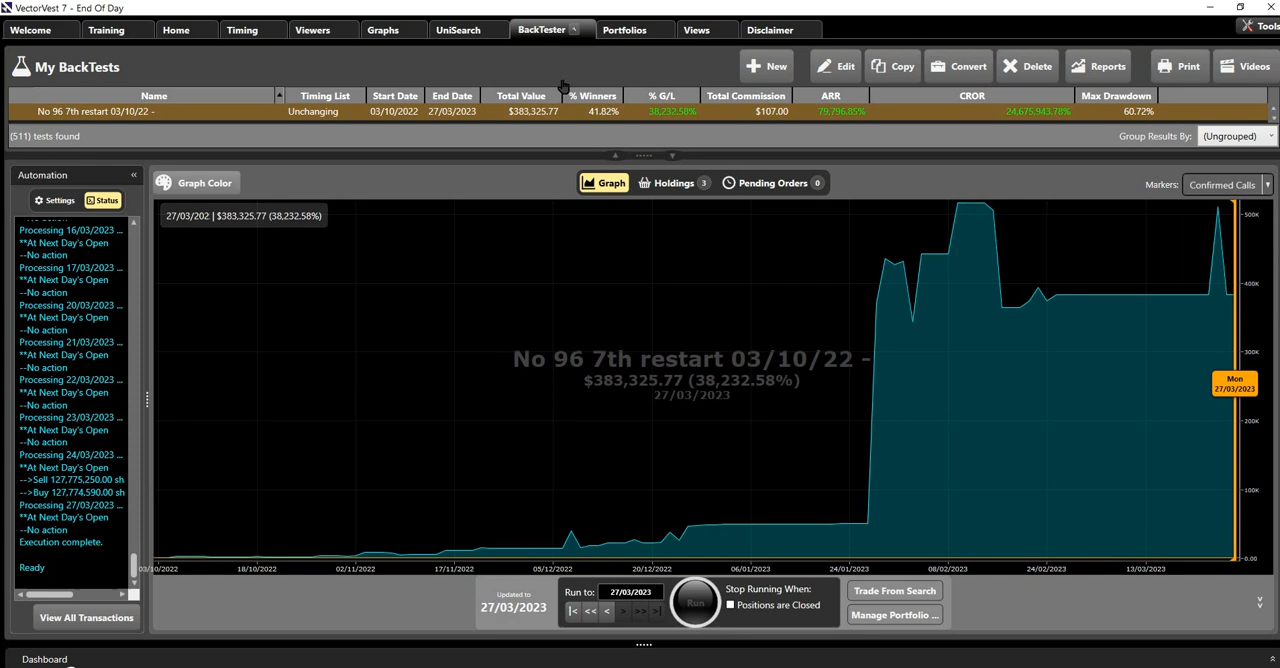 VectorVest 7 - End Of Day
Welcome Training Home Timing Viewers Graphs UniSearch BackTester Portfolios Views Disclaimer Tools
My BackTests New Edit Copy Convert Delete Reports Print Videos
Name Timing List Start Date End Date Total Value % Winners % G/L Total Commission ARR CROR Max Drawdown
No 96 7th restart 03/10/22 - Unchanging 03/10/2022 27/03/2023 $383,325.77 41.82% 38,232.58% $107.00 79,796.85% 24,675,943.78% 60.72%
(511) tests found Group Results By: (Ungrouped)
Automation «
Settings Status
Graph Color Graph Holdings 3 Pending Orders 0 Markers: Confirmed Calls
Processing 16/03/2023 ...
**At Next Day's Open
--No action
Processing 17/03/2023 ...
**At Next Day's Open
--No action
Processing 20/03/2023 ...
**At Next Day's Open
--No action
Processing 21/03/2023 ...
**At Next Day's Open
--No action
Processing 22/03/2023 ...
**At Next Day's Open
--No action
Processing 23/03/2023 ...
**At Next Day's Open
--No action
Processing 24/03/2023 ...
**At Next Day's Open
-->Sell 127,775,250.00 sh
-->Buy 127,774,590.00 sh
Processing 27/03/2023 ...
**At Next Day's Open
--No action
Execution complete.
Ready
View All Transactions
27/03/202 | $383,325.77 (38,232.58%)
No 96 7th restart 03/10/22 -
$383,325.77 (38,232.58%)
27/03/2023
500K
400K
300K
200K
100K
0.00
Mon
27/03/2023
03/10/2022 18/10/2022 02/11/2022 17/11/2022 05/12/2022 20/12/2022 06/01/2023 24/01/2023 08/02/2023 24/02/2023 13/03/2023
Updated to
27/03/2023
Run to: 27/03/2023
|< << < > >> >|
Run
Stop Running When:
Positions are Closed
Trade From Search
Manage Portfolio ...
Dashboard